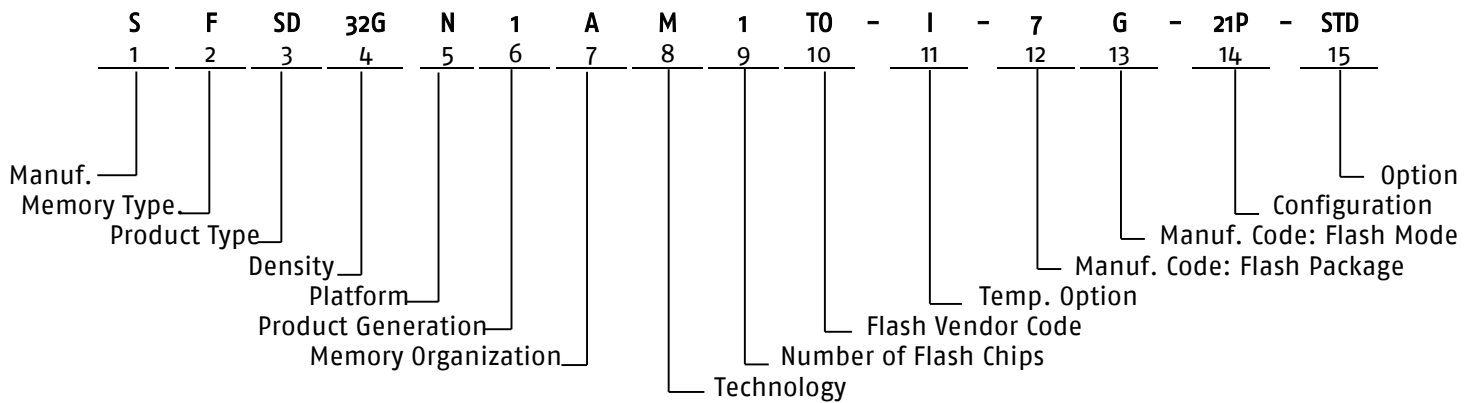 S F SD 32G N 1 A M 1 TO – I – 7 G – 21P – STD
1 2 3 4 5 6 7 8 9 10 11 12 13 14 15
Manuf. Option
Memory Type. Configuration
Product Type Manuf. Code: Flash Mode
Density Manuf. Code: Flash Package
Platform Temp. Option
Product Generation Flash Vendor Code
Memory Organization Number of Flash Chips
Technology